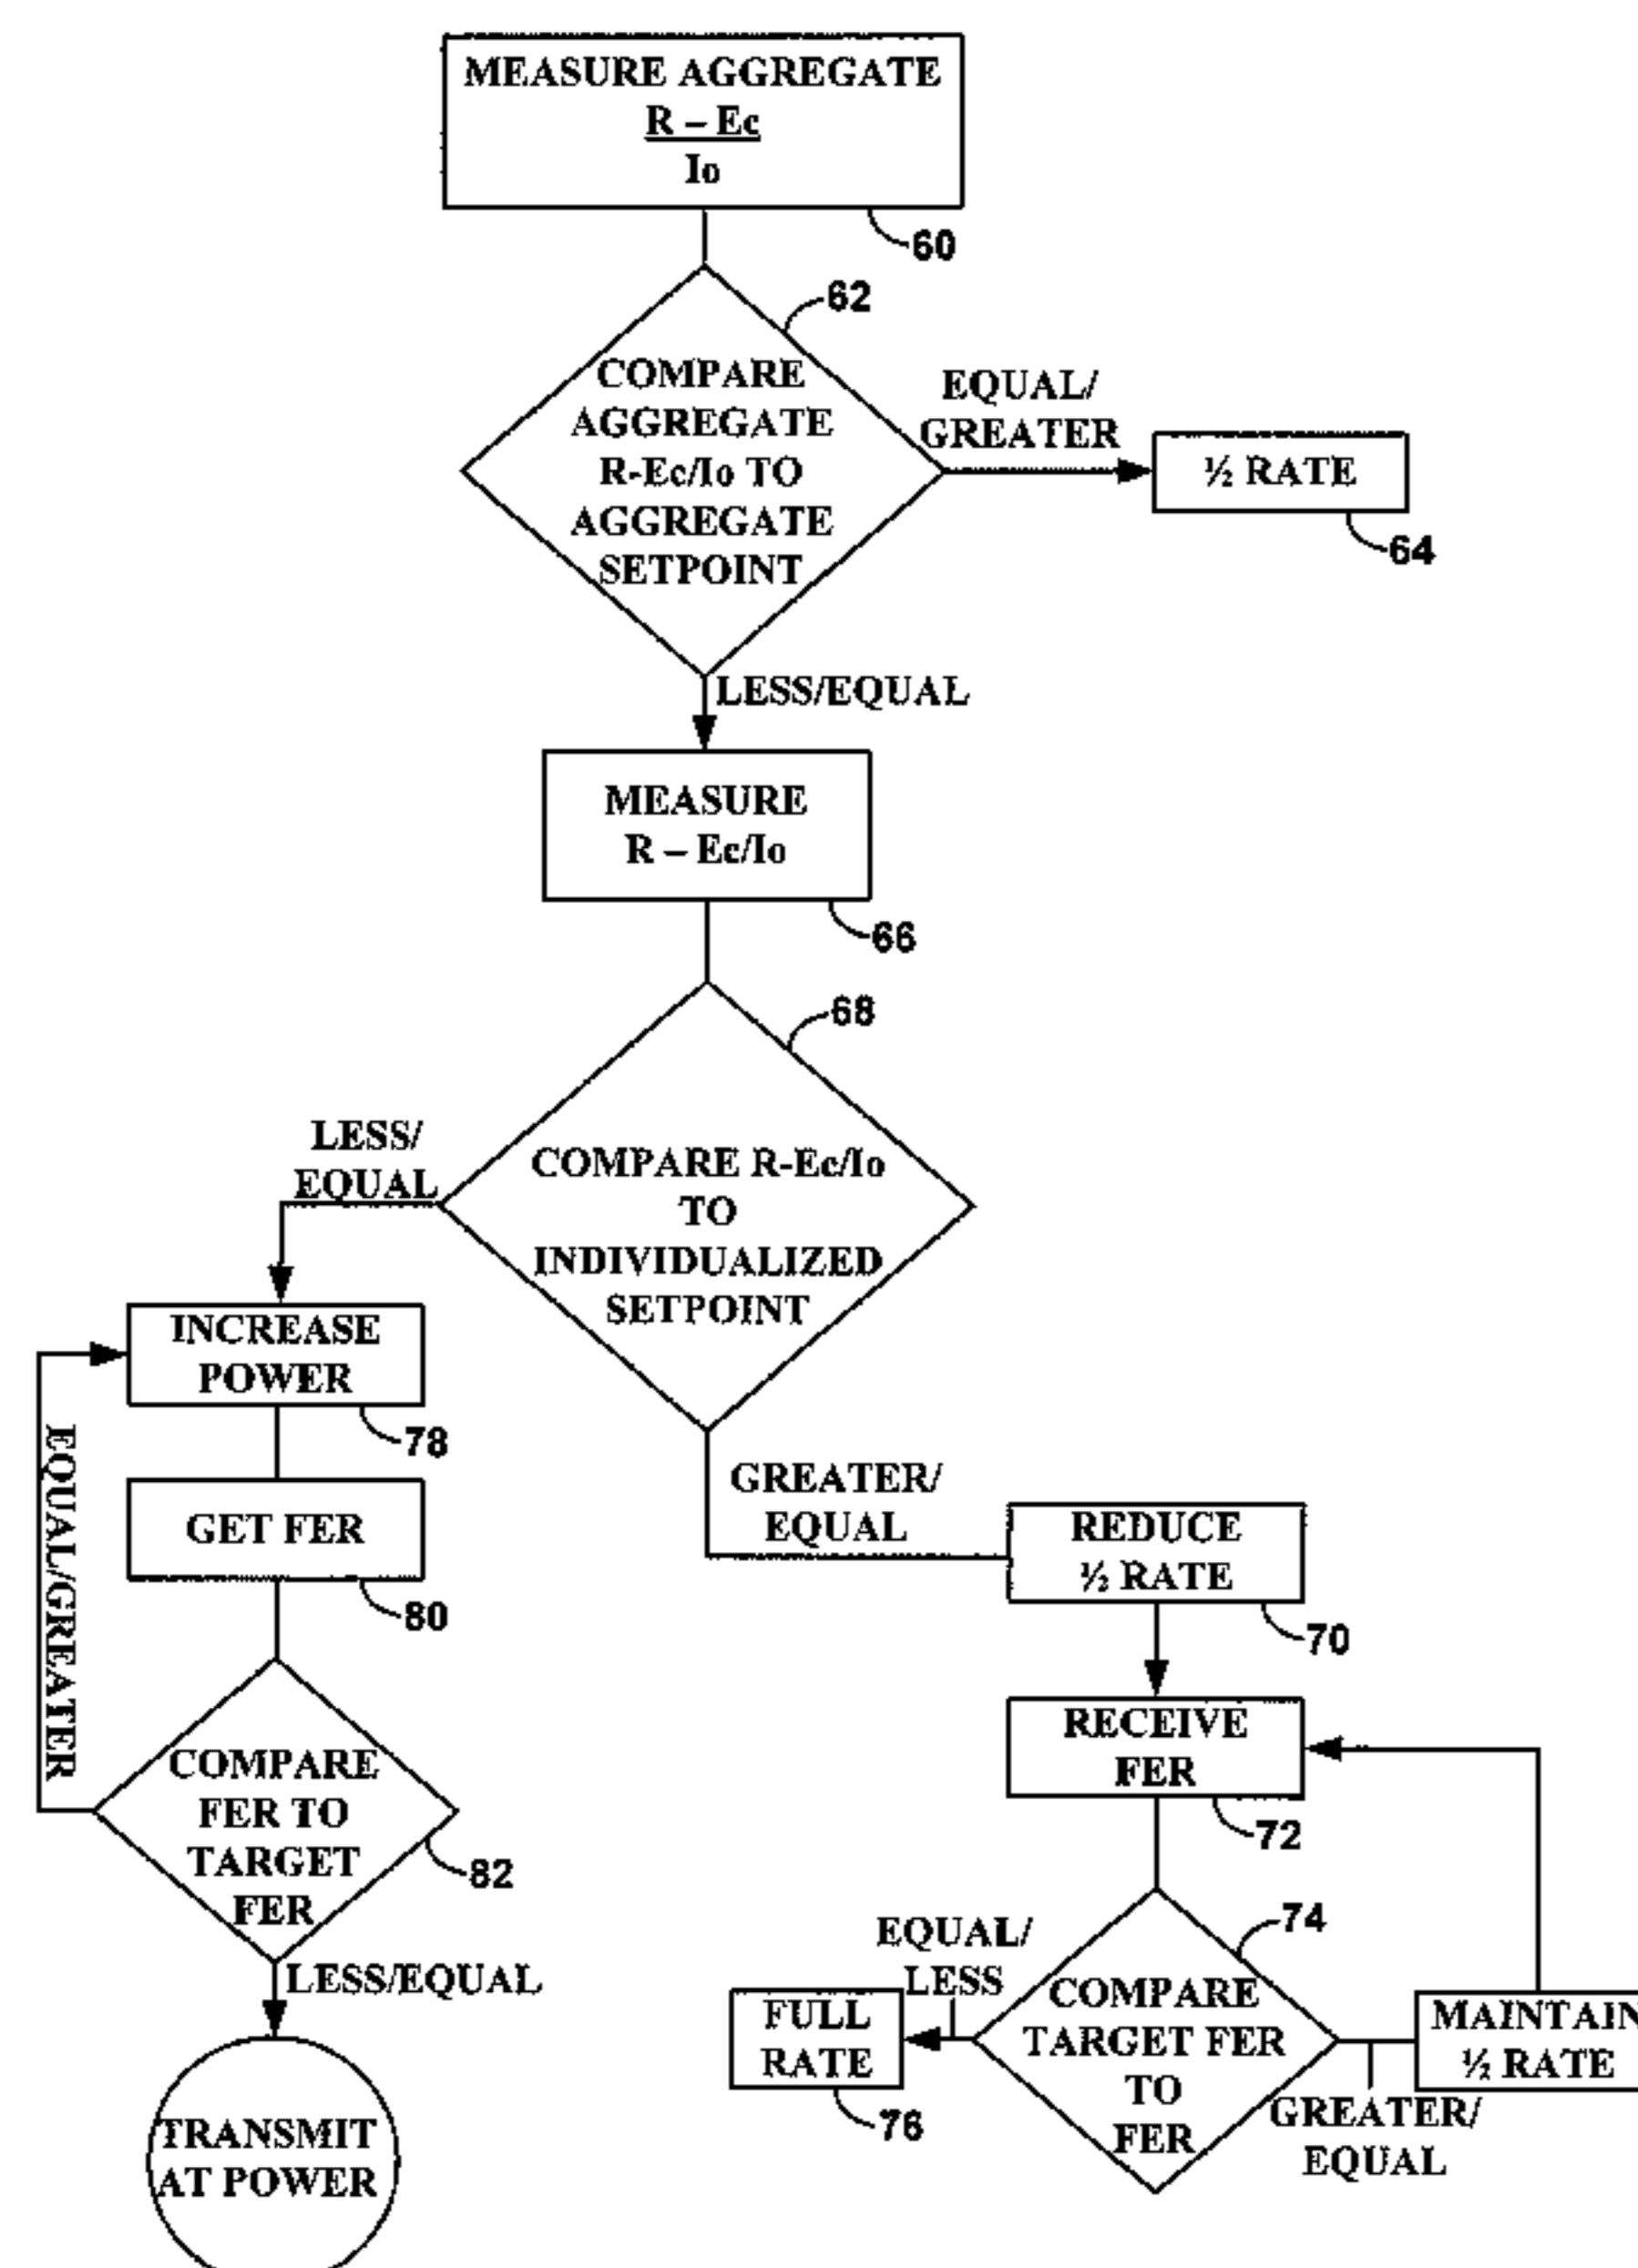 MEASURE AGGREGATE
R – Ec
Io
60
62
COMPARE
AGGREGATE
R-Ec/Io TO
AGGREGATE
SETPOINT
EQUAL/
GREATER
½ RATE
64
LESS/EQUAL
MEASURE
R – Ec/Io
66
68
COMPARE R-Ec/Io
TO
INDIVIDUALIZED
SETPOINT
LESS/
EQUAL
INCREASE
POWER
78
GET FER
80
EQUAL/GREATER
COMPARE
FER TO
TARGET
FER
82
LESS/EQUAL
TRANSMIT
AT POWER
GREATER/
EQUAL
REDUCE
½ RATE
70
RECEIVE
FER
72
74
COMPARE
TARGET FER
TO
FER
EQUAL/
LESS
FULL
RATE
76
GREATER/
EQUAL
MAINTAIN
½ RATE